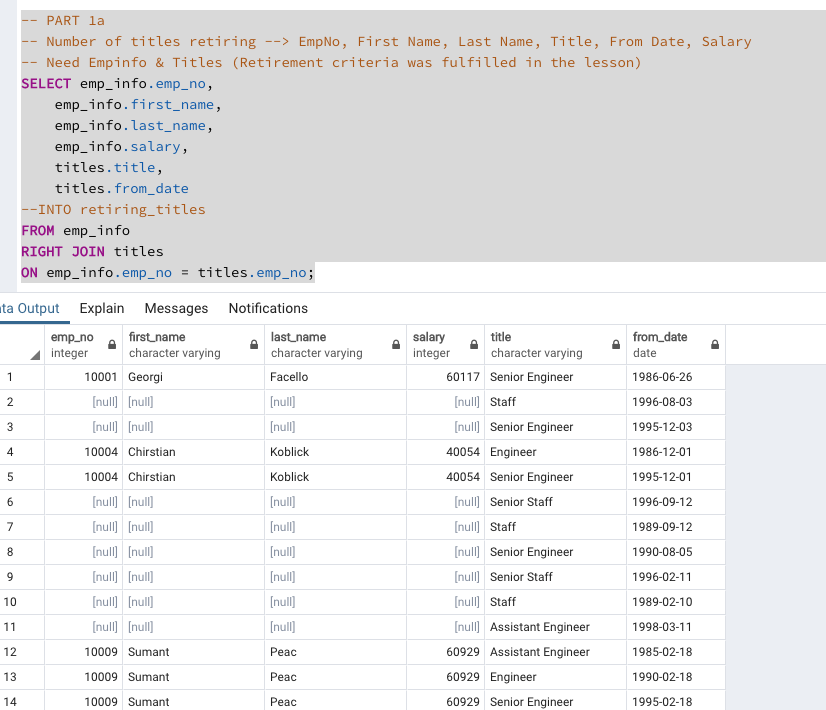 -- PART 1a
-- Number of titles retiring --> EmpNo, First Name, Last Name, Title, From Date, Salary
-- Need Empinfo & Titles (Retirement criteria was fulfilled in the lesson)
SELECT emp_info.emp_no,
emp_info.first_name,
emp_info.last_name,
emp_info.salary,
titles.title,
titles.from_date
--INTO retiring_titles
FROM emp_info
RIGHT JOIN titles
ON emp_info.emp_no = titles.emp_no;
ta Output Explain Messages Notifications
emp_no first_name last_name salary title from_date
integer character varying character varying integer character varying date
1 10001 Georgi Facello 60117 Senior Engineer 1986-06-26
2 [null] [null] [null] [null] Staff 1996-08-03
3 [null] [null] [null] [null] Senior Engineer 1995-12-03
4 10004 Chirstian Koblick 40054 Engineer 1986-12-01
5 10004 Chirstian Koblick 40054 Senior Engineer 1995-12-01
6 [null] [null] [null] [null] Senior Staff 1996-09-12
7 [null] [null] [null] [null] Staff 1989-09-12
8 [null] [null] [null] [null] Senior Engineer 1990-08-05
9 [null] [null] [null] [null] Senior Staff 1996-02-11
10 [null] [null] [null] [null] Staff 1989-02-10
11 [null] [null] [null] [null] Assistant Engineer 1998-03-11
12 10009 Sumant Peac 60929 Assistant Engineer 1985-02-18
13 10009 Sumant Peac 60929 Engineer 1990-02-18
14 10009 Sumant Peac 60929 Senior Engineer 1995-02-18